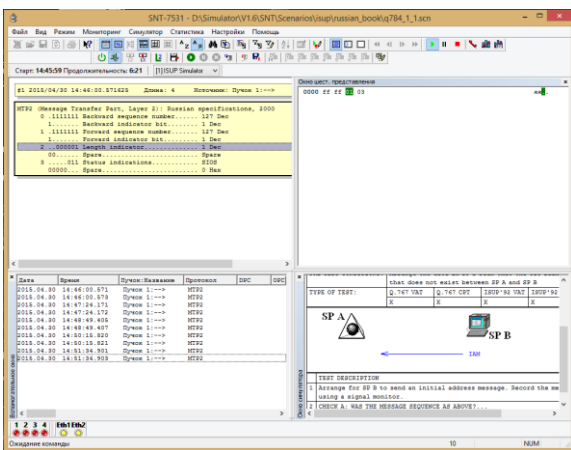 SNT-7531 - D:\Simulator\V1.6\SNT\Scenarios\isup\russian_book\q784_1_1.scn
Файл Вид Режим Мониторинг Симулятор Статистика Настройки Помощь
Старт: 14:45:59 Продолжительность: 6:21 [1]ISUP Simulator
#1 2015/04/30 14:46:00.571625 Длина: 4 Источник: Пучок 1:-->
MTP2 (Message Transfer Part, Layer 2): Russian specifications, 2000
0 .1111111 Backward sequence number...... 127 Dec
1....... Backward indicator bit..... 1 Dec
1 .1111111 Forward sequence number....... 127 Dec
1....... Forward indicator bit...... 1 Dec
2 ..000001 Length indicator.............. 1 Dec
00...... Spare....................... Spare
3 .....011 Status indications............ SIOS
00000... Spare....................... 0 Hex
Окно шест. представления
0000 ff ff 01 03
Дата Время Пучок:Название Протокол DPC OPC
2015.04.30 14:46:00.571 Пучок 1:--> MTP2
2015.04.30 14:46:00.573 Пучок 1:--> MTP2
2015.04.30 14:47:24.171 Пучок 1:--> MTP2
2015.04.30 14:47:24.172 Пучок 1:--> MTP2
2015.04.30 14:48:49.405 Пучок 1:--> MTP2
2015.04.30 14:48:49.407 Пучок 1:--> MTP2
2015.04.30 14:50:15.820 Пучок 1:--> MTP2
2015.04.30 14:50:15.821 Пучок 1:--> MTP2
2015.04.30 14:51:34.901 Пучок 1:--> MTP2
2015.04.30 14:51:34.903 Пучок 1:--> MTP2
Вспомогательное окно
Окно симулятора
that does not exist between SP A and SP B
TYPE OF TEST: Q.767 VAT Q.767 CPT ISUP'92 VAT ISUP'92
X X X X
SP A
SP B
IAM
TEST DESCRIPTION
1 Arrange for SP B to send an initial address message. Record the me
using a signal monitor.
2 CHECK A: WAS THE MESSAGE SEQUENCE AS ABOVE?...
1 2 3 4 Eth1 Eth2
Ожидание команды 10 NUM